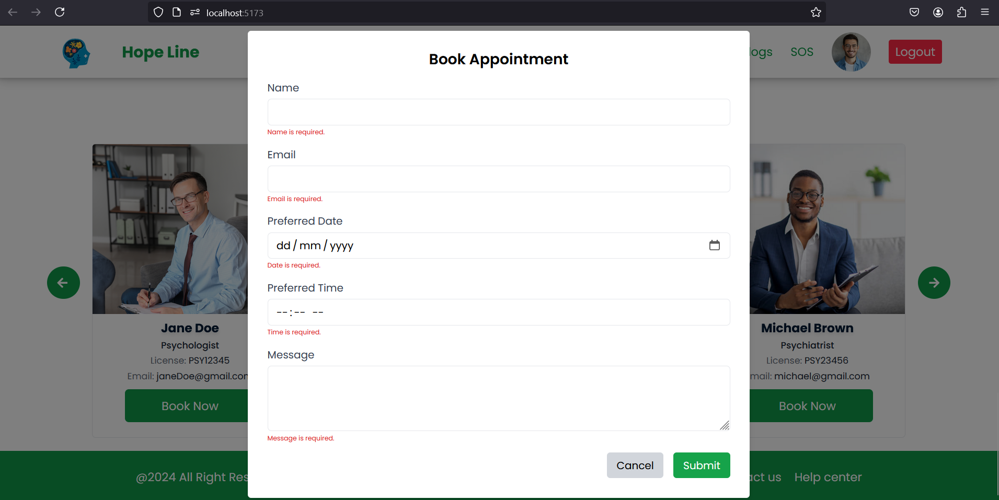 localhost:5173
Hope Line
logs SOS Logout
Book Appointment
Name
Name is required.
Email
Email is required.
Preferred Date
dd / mm / yyyy
Date is required.
Preferred Time
--:-- --
Time is required.
Message
Message is required.
Cancel Submit
Jane Doe
Psychologist
License: PSY12345
Email: janeDoe@gmail.com
Book Now
Michael Brown
Psychiatrist
License: PSY23456
mail: michael@gmail.com
Book Now
@2024 All Right Res
act us Help center